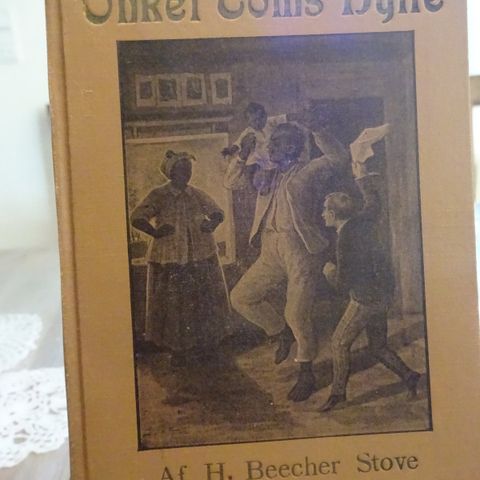 Onkel Toms Hytte
Af H. Beecher Stove